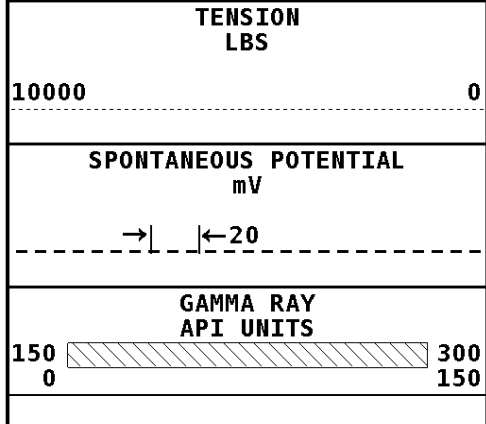 TENSION
LBS
10000 0
SPONTANEOUS POTENTIAL
mV
→ ←20
GAMMA RAY
API UNITS
150 300
0 150